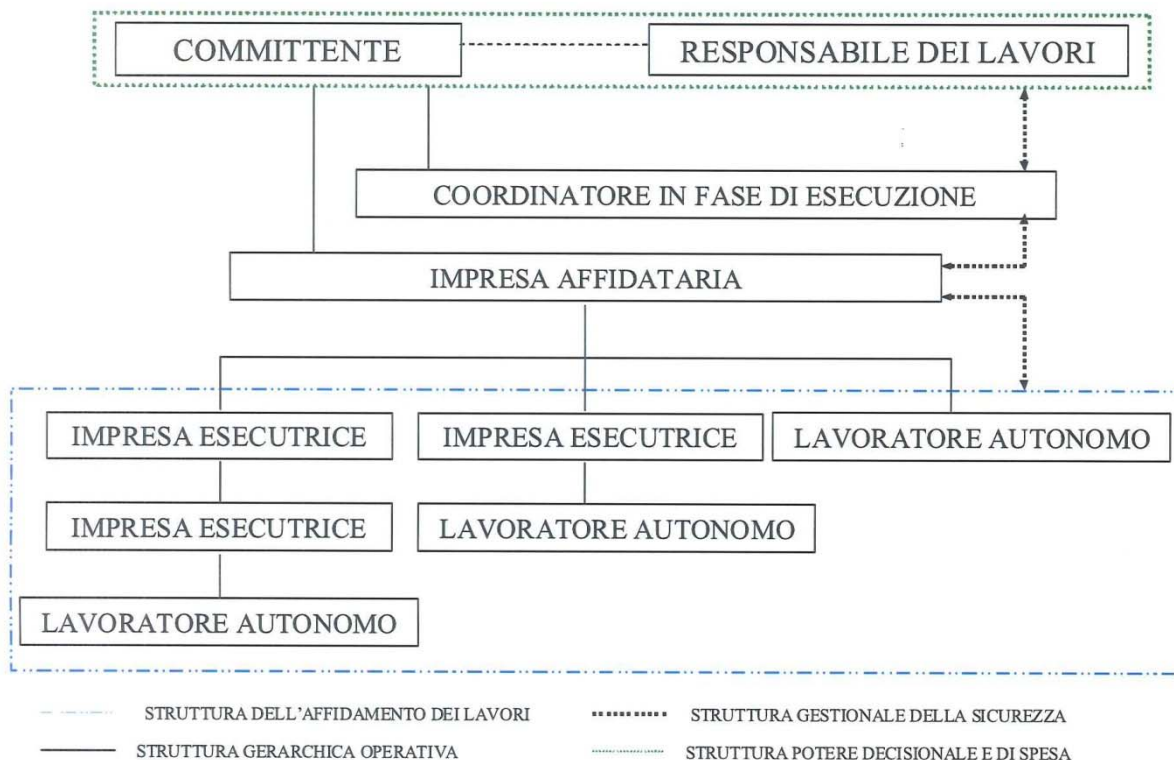 COMMITTENTE
RESPONSABILE DEI LAVORI
COORDINATORE IN FASE DI ESECUZIONE
IMPRESA AFFIDATARIA
IMPRESA ESECUTRICE
IMPRESA ESECUTRICE
LAVORATORE AUTONOMO
IMPRESA ESECUTRICE
LAVORATORE AUTONOMO
LAVORATORE AUTONOMO
STRUTTURA DELL'AFFIDAMENTO DEI LAVORI
STRUTTURA GESTIONALE DELLA SICUREZZA
STRUTTURA GERARCHICA OPERATIVA
STRUTTURA POTERE DECISIONALE E DI SPESA